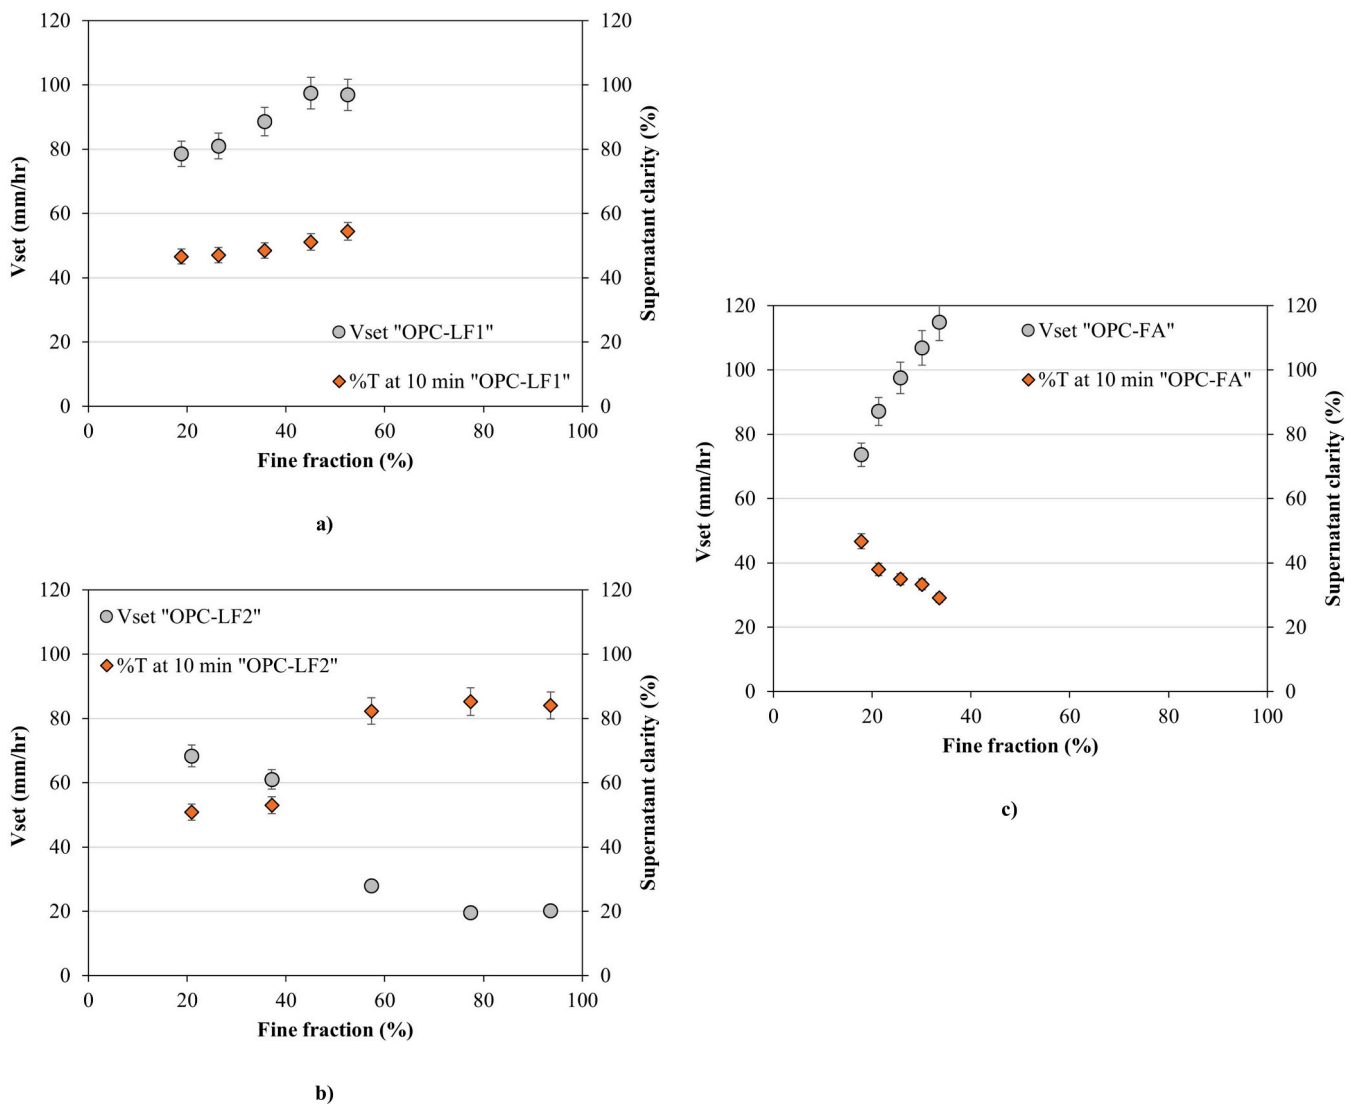 120
100
80
60
40
20
0
Vset (mm/hr)
120
100
80
60
40
20
0
Supernatant clarity (%)
Vset "OPC-LF1"
%T at 10 min "OPC-LF1"
0 20 40 60 80 100
Fine fraction (%)
a)
120
100
80
60
40
20
0
Vset (mm/hr)
120
100
80
60
40
20
0
Supernatant clarity (%)
Vset "OPC-LF2"
%T at 10 min "OPC-LF2"
0 20 40 60 80 100
Fine fraction (%)
b)
120
100
80
60
40
20
0
Vset (mm/hr)
120
100
80
60
40
20
0
Supernatant clarity (%)
Vset "OPC-FA"
%T at 10 min "OPC-FA"
0 20 40 60 80 100
Fine fraction (%)
c)